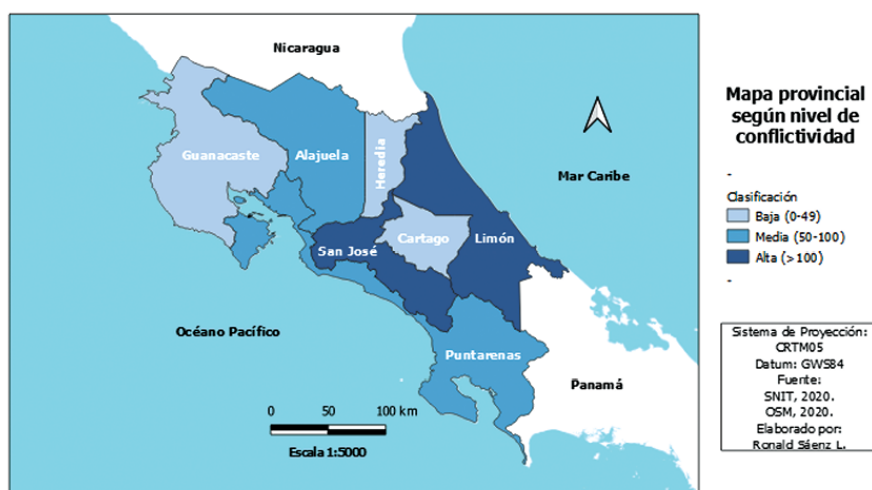 Nicaragua
Guanacaste
Alajuela
Heredia
Mar Caribe
San José
Cartago
Limón
Océano Pacífico
Puntarenas
Panamá
0 50 100 km
Escala 1:5000
Mapa provincial
según nivel de
conflictividad
-
Clasificación
Baja (0-49)
Media (50-100)
Alta (>100)
-
Sistema de Proyección:
CRTM05
Datum: GWS84
Fuente:
SNIT, 2020.
OSM, 2020.
Elaborado por:
Ronald Sáenz L.